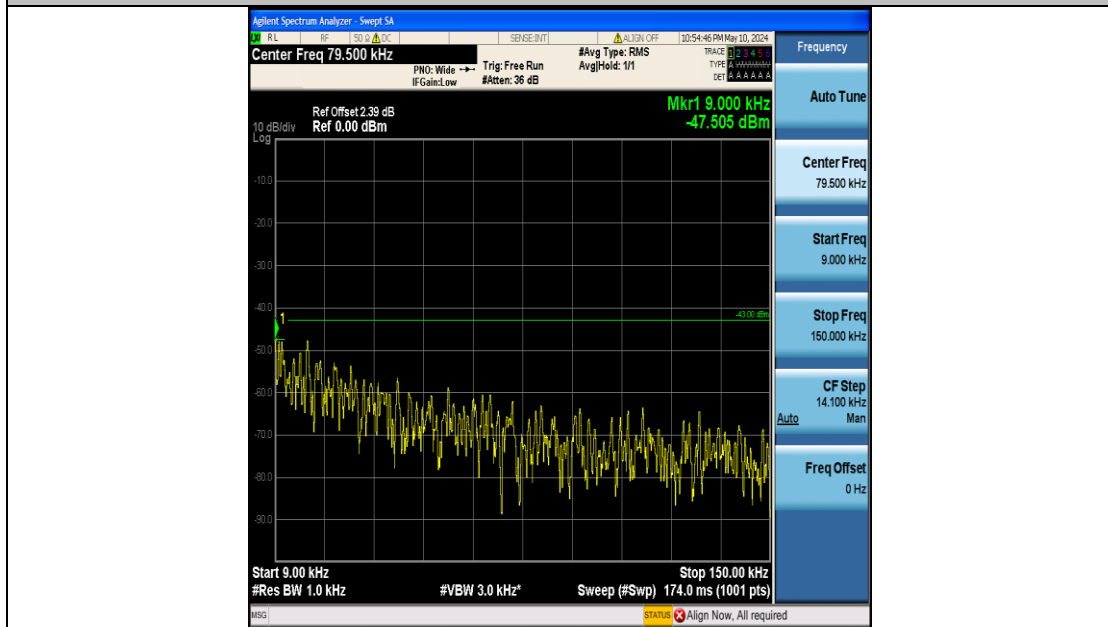 Agilent Spectrum Analyzer - Swept SA
RL RF 50 Ω DC SENSE:INT ALIGN OFF 10:54:46 PM May 10, 2024
Center Freq 79.500 kHz
PNO: Wide
IFGain:Low
Trig: Free Run
#Atten: 36 dB
#Avg Type: RMS
Avg|Hold: 1/1
TRACE 1 2 3 4 5 6
TYPE A WWWWW
DET A A A A A A
Frequency
Mkr1 9.000 kHz
-47.505 dBm
Ref Offset 2.39 dB
10 dB/div Ref 0.00 dBm
Log
-10.0
-20.0
-30.0
-40.0
-50.0
-60.0
-70.0
-80.0
-90.0
1
-43.00 dBm
Start 9.00 kHz Stop 150.00 kHz
#Res BW 1.0 kHz #VBW 3.0 kHz* Sweep (#Swp) 174.0 ms (1001 pts)
Auto Tune
Center Freq
79.500 kHz
Start Freq
9.000 kHz
Stop Freq
150.000 kHz
CF Step
14.100 kHz
Auto Man
Freq Offset
0 Hz
MSG STATUS Align Now, All required